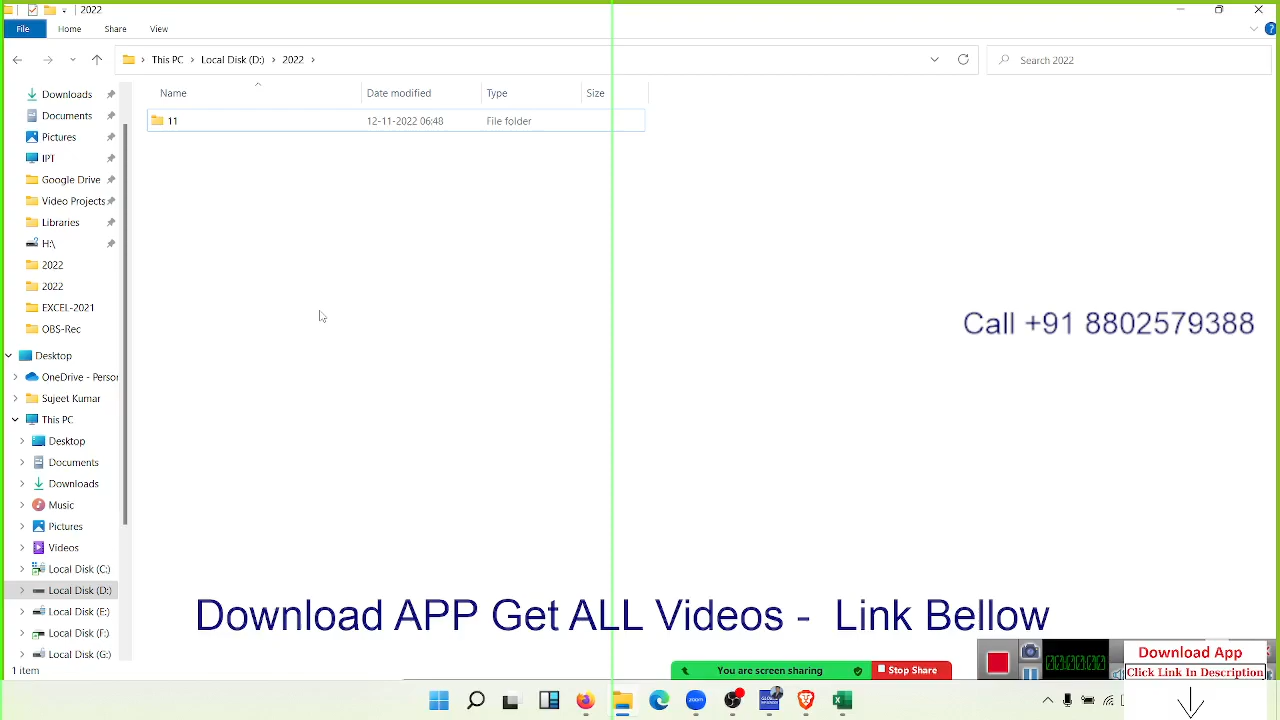 2022
File
Home
Share
View
This PC
Local Disk (D:)
2022
Search 2022
Name
Date modified
Type
Size
11
12-11-2022 06:48
File folder
Downloads
Documents
Pictures
IPT
Google Drive
Video Projects
Libraries
H:\
2022
2022
EXCEL-2021
OBS-Rec
Desktop
OneDrive - Person
Sujeet Kumar
This PC
Desktop
Documents
Downloads
Music
Pictures
Videos
Local Disk (C:)
Local Disk (D:)
Local Disk (F:)
Local Disk (G:)
1 item
Call +91 8802579388
Download APP Get ALL Videos - Link Bellow
You are screen sharing
Stop Share
Download App
Click Link In Description
zoom